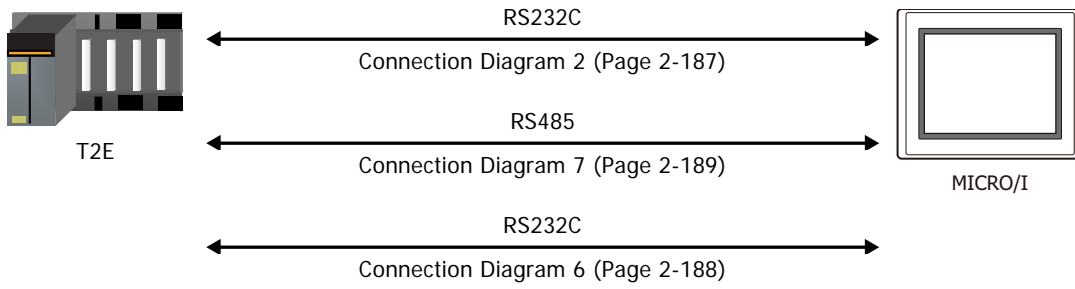 RS232C
Connection Diagram 2 (Page 2-187)
RS485
Connection Diagram 7 (Page 2-189)
T2E
MICRO/I
RS232C
Connection Diagram 6 (Page 2-188)